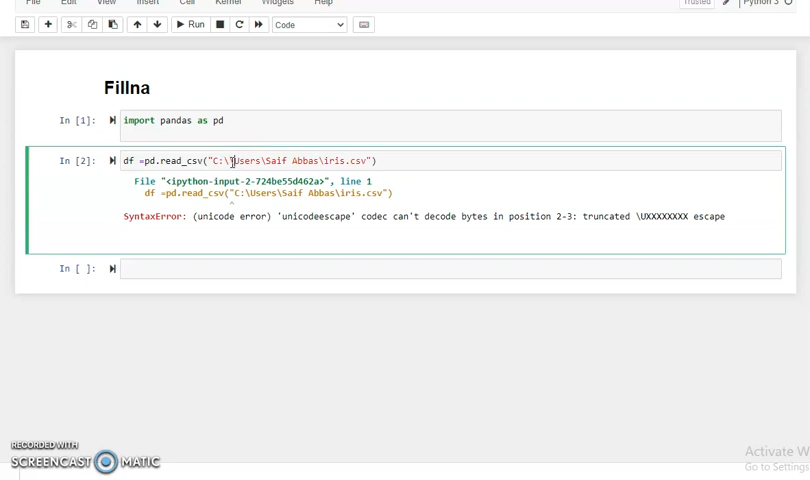 File Edit View Insert Cell Kernel Widgets Help
Trusted Python 3
Run Code
Fillna
In [1]: import pandas as pd
In [2]: df =pd.read_csv("C:\Users\Saif Abbas\iris.csv")
File "<ipython-input-2-724be55d462a>", line 1
df =pd.read_csv("C:\Users\Saif Abbas\iris.csv")
^
SyntaxError: (unicode error) 'unicodeescape' codec can't decode bytes in position 2-3: truncated \UXXXXXXXX escape
In [ ]:
RECORDED WITH
SCREENCAST MATIC
Activate W
Go to Settings